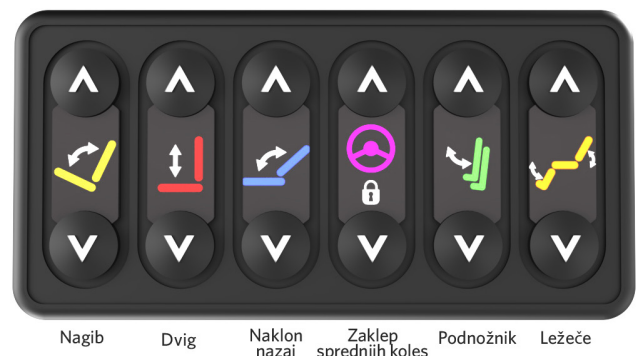 Nagib
Dvig
Naklon
nazaj
Zaklep
sprednjih koles
Podnožnik
Ležeče